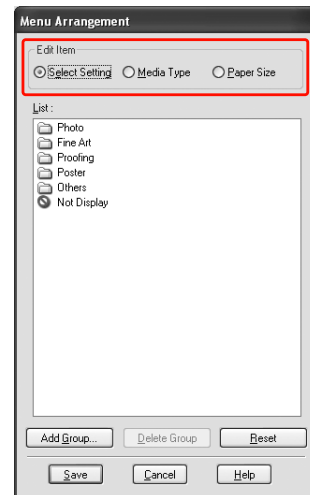 Menu Arrangement
Edit Item
Select Setting Media Type Paper Size
List :
Photo
Fine Art
Proofing
Poster
Others
Not Display
Add Group... Delete Group Reset
Save Cancel Help